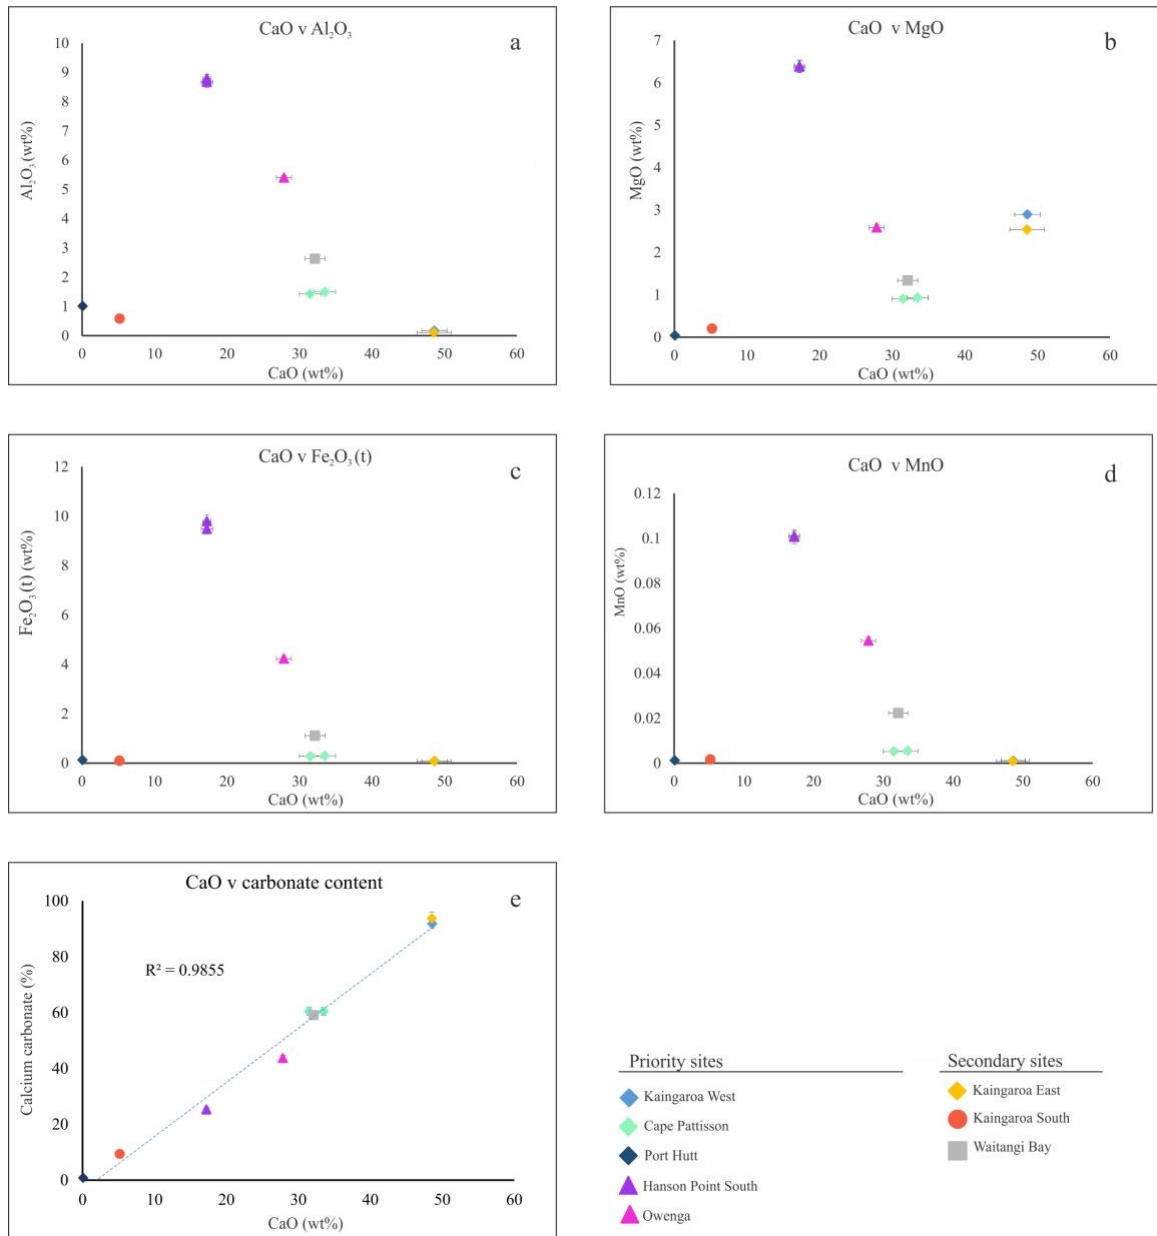 CaO v Al₂O₃
a
10
9
8
7
6
5
4
3
2
1
0
Al₂O₃ (wt%)
0 10 20 30 40 50 60
CaO (wt%)
CaO v MgO
b
7
6
5
4
3
2
1
0
MgO (wt%)
0 10 20 30 40 50 60
CaO (wt%)
CaO v Fe₂O₃ (t)
c
12
10
8
6
4
2
0
Fe₂O₃ (t) (wt%)
0 10 20 30 40 50 60
CaO (wt%)
CaO v MnO
d
0.12
0.1
0.08
0.06
0.04
0.02
0
MnO (wt%)
0 10 20 30 40 50 60
CaO (wt%)
CaO v carbonate content
e
100
80
60
40
20
0
Calcium carbonate (%)
R² = 0.9855
0 10 20 30 40 50 60
CaO (wt%)
Priority sites
Kaingaroa West
Cape Pattisson
Port Hutt
Hanson Point South
Owenga
Secondary sites
Kaingaroa East
Kaingaroa South
Waitangi Bay